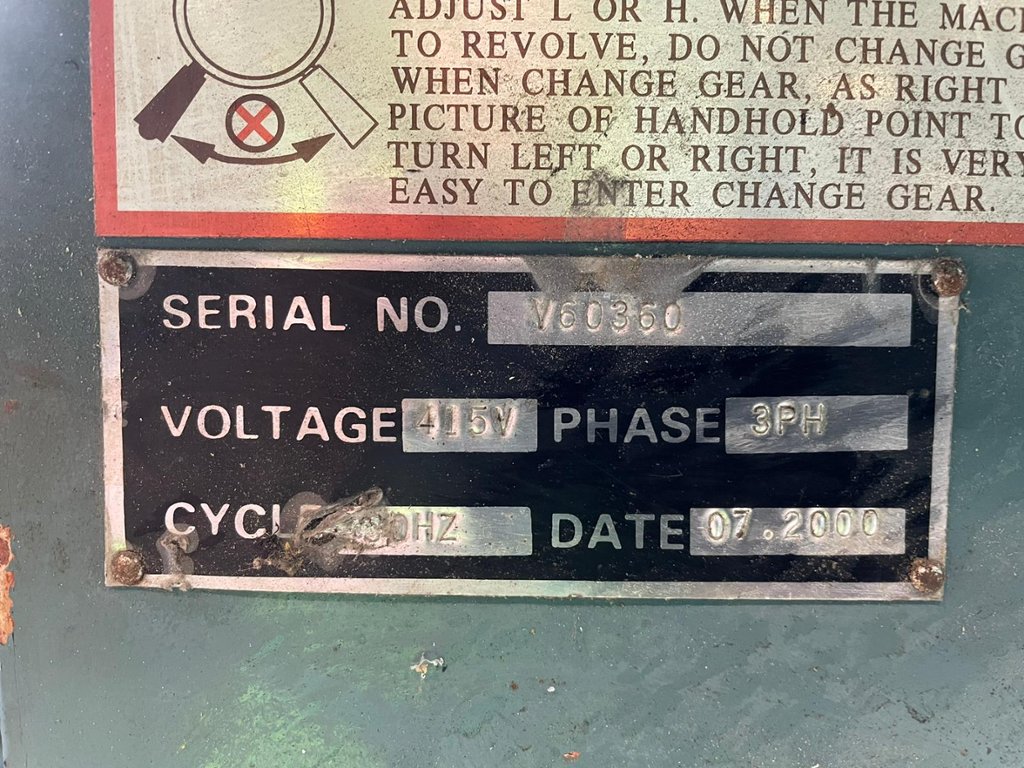 ADJUST L OR H. WHEN THE
TO REVOLVE, DO NOT CHANGE
WHEN CHANGE GEAR, AS RIGHT
PICTURE OF HANDHOLD POINT
TURN LEFT OR RIGHT, IT IS VERY
EASY TO ENTER CHANGE GEAR.
SERIAL NO. V60360
VOLTAGE 415V PHASE 3PH
DATE 07.2000